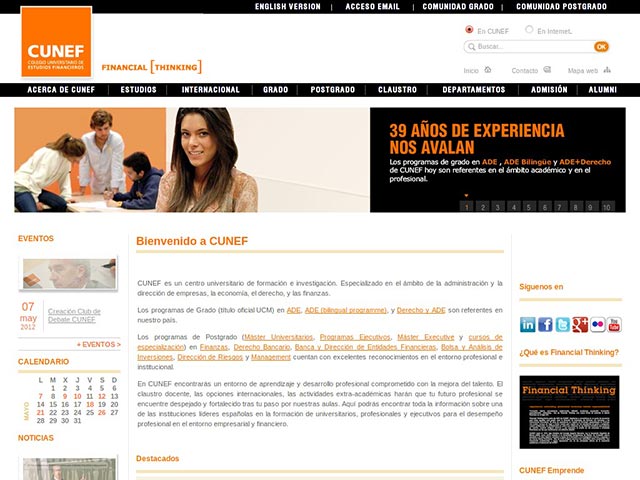 ENGLISH VERSION | ACCESO EMAIL | COMUNIDAD GRADO | COMUNIDAD POSTGRADO
CUNEF
COLEGIO UNIVERSITARIO DE
ESTUDIOS FINANCIEROS
FINANCIAL [THINKING]
En CUNEF
En Internet.
Buscar...
OK
Inicio
Contacto
Mapa web
ACERCA DE CUNEF | ESTUDIOS | INTERNACIONAL | GRADO | POSTGRADO | CLAUSTRO | DEPARTAMENTOS | ADMISIÓN | ALUMNI
39 AÑOS DE EXPERIENCIA
NOS AVALAN
Los programas de grado en ADE , ADE Bilingüe y ADE+Derecho
de CUNEF hoy son referentes en el ámbito académico y en el
profesional.
1 2 3 4 5 6 7 8 9 10
EVENTOS
07
may
2012
Creación Club de
Debate CUNEF
+ EVENTOS >
CALENDARIO
MAYO
L M X J V S D
1 2 3 4 5 6
7 8 9 10 11 12 13
14 15 16 17 18 19 20
21 22 23 24 25 26 27
28 29 30 31
NOTICIAS
Bienvenido a CUNEF
CUNEF es un centro universitario de formación e investigación. Especializado en el ámbito de la administración y la
dirección de empresas, la economía, el derecho, y las finanzas.
Los programas de Grado (título oficial UCM) en ADE, ADE (bilingual programme), y Derecho y ADE son referentes en
nuestro país.
Los programas de Postgrado (Máster Universitarios, Programas Ejecutivos, Máster Executive y cursos de
especialización) en Finanzas, Derecho Bancario, Banca y Dirección de Entidades Financieras, Bolsa y Análisis de
Inversiones, Dirección de Riesgos y Management cuentan con excelentes reconocimientos en el entorno profesional e
institucional.
En CUNEF encontrarás un entorno de aprendizaje y desarrollo profesional comprometido con la mejora del talento. El
claustro docente, las opciones internacionales, las actividades extra-académicas harán que tu futuro profesional se
encuentre despejado y fortalecido tras tu paso por nuestras aulas. Aquí podrás encontrar toda la información sobre una
de las instituciones líderes españolas en la formación de universitarios, profesionales y ejecutivos para el desempeño
profesional en el entorno empresarial y financiero.
Destacados
Síguenos en
¿Qué es Financial Thinking?
Financial Thinking
CUNEF Emprende